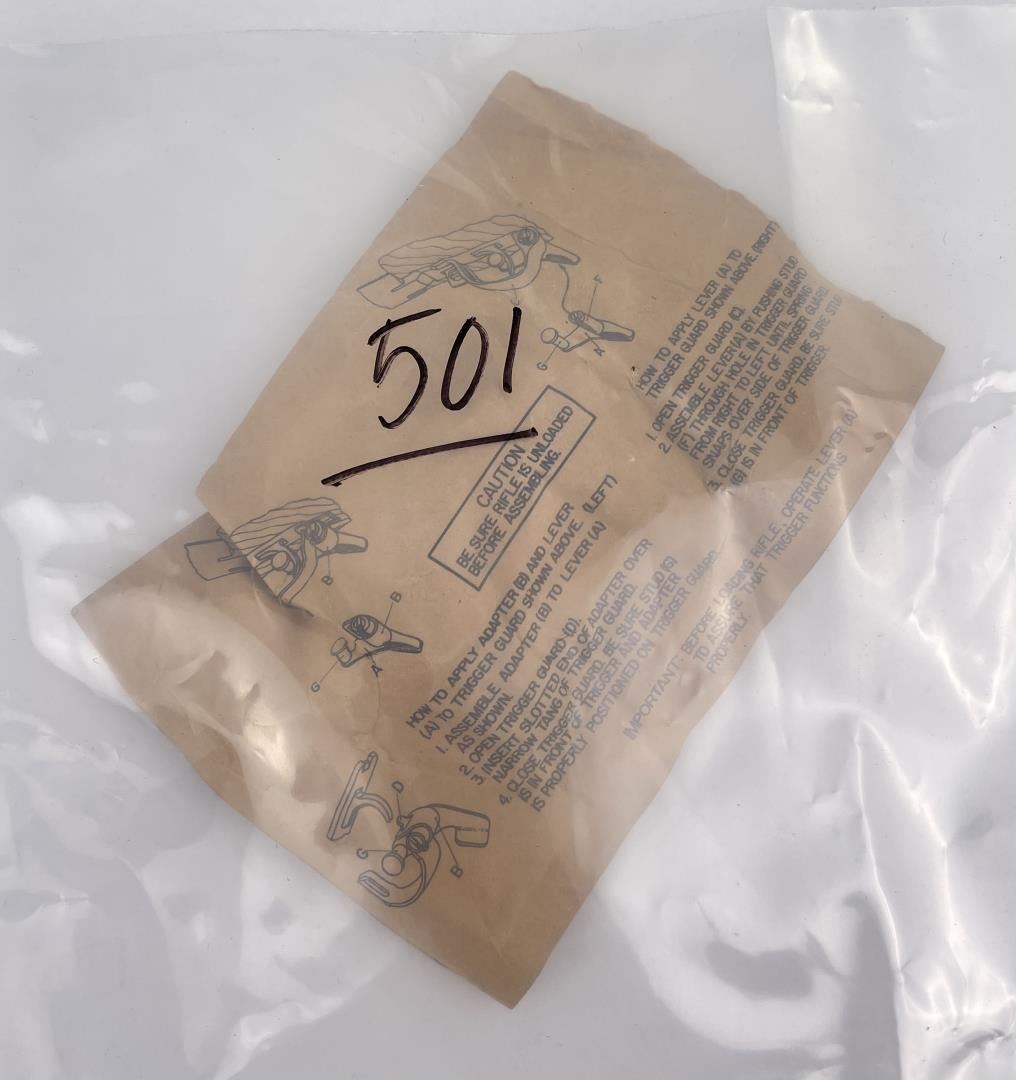 501
F
G
A
HOW TO APPLY LEVER (A) TO
TRIGGER GUARD SHOWN ABOVE. (RIGHT)
1. OPEN TRIGGER GUARD (C).
2. ASSEMBLE LEVER (A) BY PUSHING STUD
(F) THROUGH HOLE IN TRIGGER GUARD
FROM RIGHT TO LEFT UNTIL SPRING
SNAPS OVER SIDE OF TRIGGER GUARD
3. CLOSE TRIGGER GUARD. BE SURE STUD
(G) IS IN FRONT OF TRIGGER
CAUTION
BE SURE RIFLE IS UNLOADED
BEFORE ASSEMBLING.
B
B
G
A
HOW TO APPLY ADAPTER (B) AND LEVER
(A) TO TRIGGER GUARD SHOWN ABOVE. (LEFT)
1. ASSEMBLE ADAPTER (B) TO LEVER (A)
AS SHOWN.
2. OPEN TRIGGER GUARD (D).
3. INSERT SLOTTED END OF ADAPTER OVER
NARROW TANG OF TRIGGER GUARD
4. CLOSE TRIGGER GUARD. BE SURE STUD (G)
IS IN FRONT OF TRIGGER AND ADAPTER
IS PROPERLY POSITIONED ON TRIGGER GUARD
IMPORTANT: BEFORE LOADING RIFLE, OPERATE LEVER (A)
TO ASSURE THAT TRIGGER FUNCTIONS
PROPERLY
D
G
B